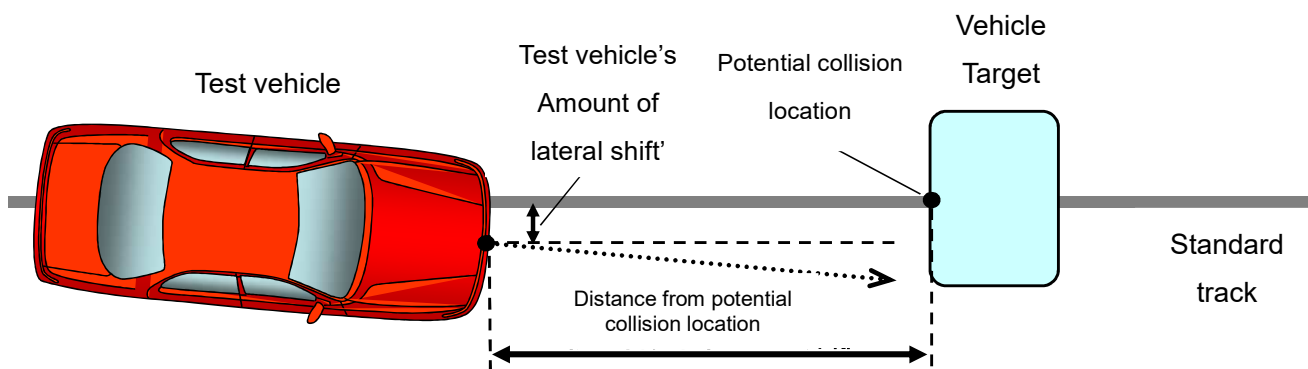 Test vehicle
Test vehicle’s
Amount of
lateral shift’
Potential collision
location
Vehicle
Target
Standard
track
Distance from potential
collision location